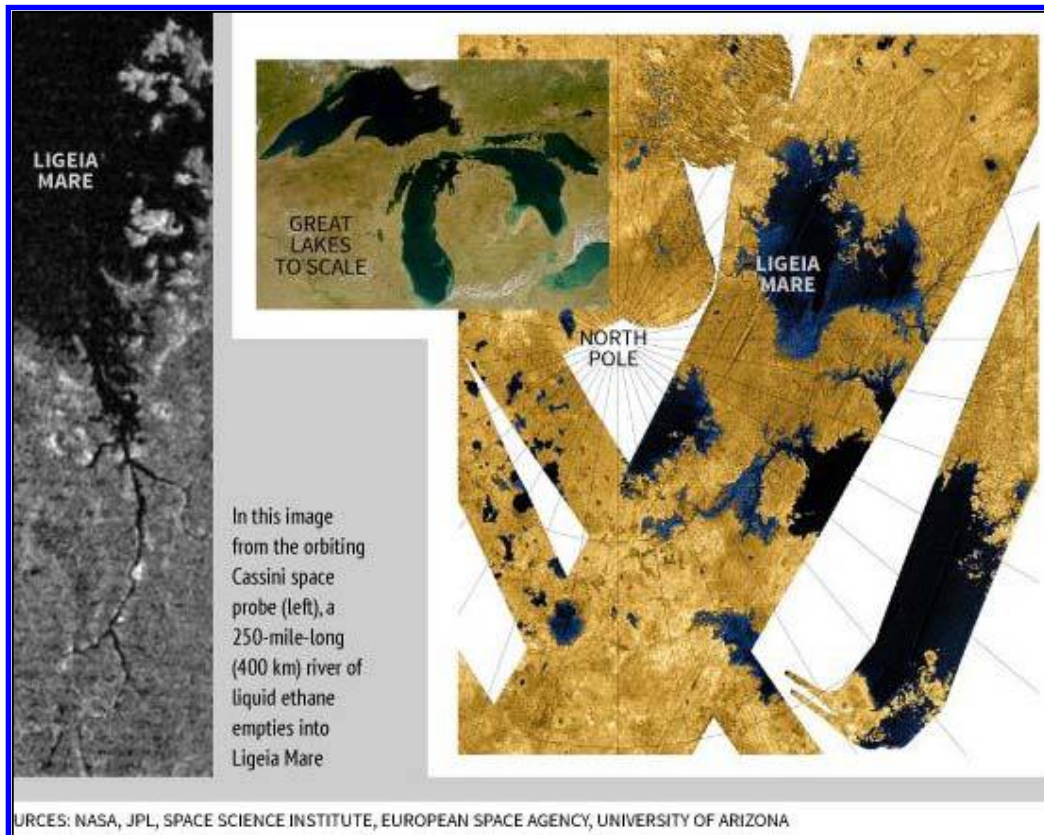 LIGEIA
MARE
GREAT
LAKES
TO SCALE
LIGEIA
MARE
NORTH
POLE
In this image
from the orbiting
Cassini space
probe (left), a
250-mile-long
(400 km) river of
liquid ethane
empties into
Ligeia Mare
URCES: NASA, JPL, SPACE SCIENCE INSTITUTE, EUROPEAN SPACE AGENCY, UNIVERSITY OF ARIZONA